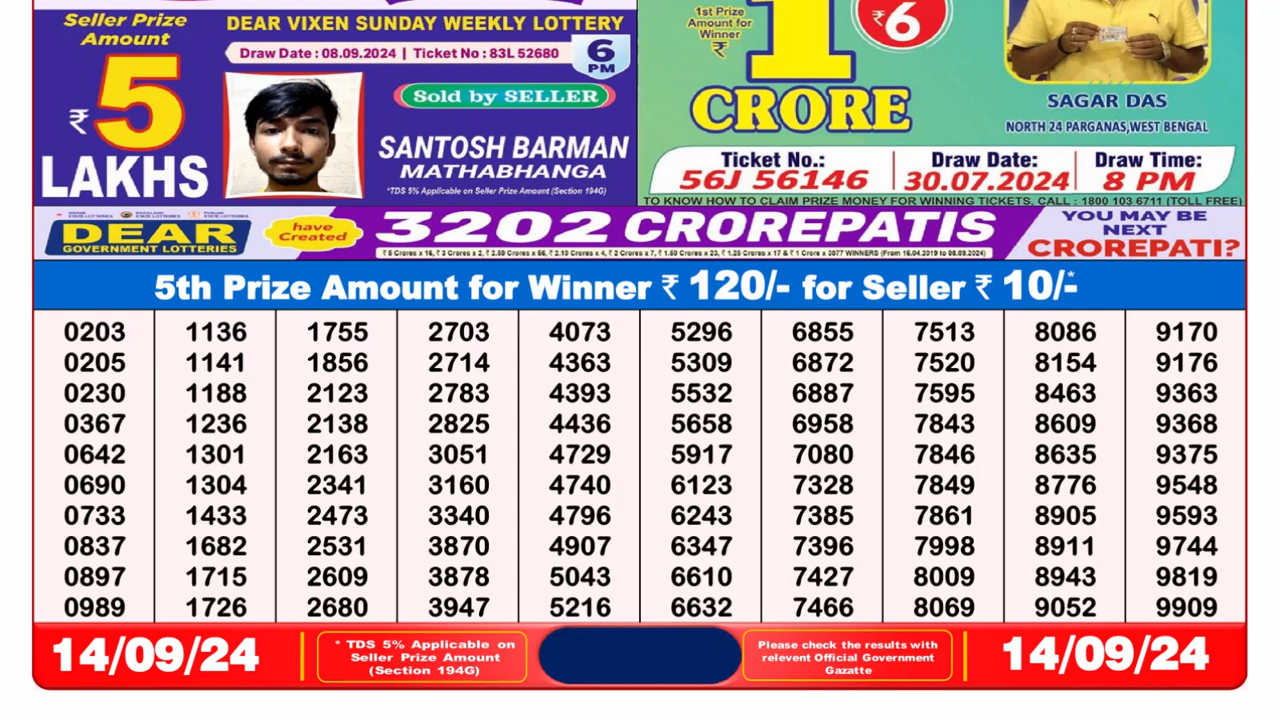 Seller Prize
Amount
₹5
LAKHS
DEAR VIXEN SUNDAY WEEKLY LOTTERY
Draw Date : 08.09.2024 | Ticket No : 83L 52680
6
PM
Sold by SELLER
SANTOSH BARMAN
MATHABHANGA
*TDS 5% Applicable on Seller Prize Amount (Section 194G)
1st Prize
Amount for
Winner
₹
1
CRORE
₹6
SAGAR DAS
NORTH 24 PARGANAS,WEST BENGAL
Ticket No.: Draw Date: Draw Time:
56J 56146 30.07.2024 8 PM
TO KNOW HOW TO CLAIM PRIZE MONEY FOR WINNING TICKETS, CALL : 1800 103 6711 (TOLL FREE)
DEAR
GOVERNMENT LOTTERIES
have
Created
3202 CROREPATIS
YOU MAY BE
NEXT
CROREPATI?
5th Prize Amount for Winner ₹ 120/- for Seller ₹ 10/-*
0203 1136 1755 2703 4073 5296 6855 7513 8086 9170
0205 1141 1856 2714 4363 5309 6872 7520 8154 9176
0230 1188 2123 2783 4393 5532 6887 7595 8463 9363
0367 1236 2138 2825 4436 5658 6958 7843 8609 9368
0642 1301 2163 3051 4729 5917 7080 7846 8635 9375
0690 1304 2341 3160 4740 6123 7328 7849 8776 9548
0733 1433 2473 3340 4796 6243 7385 7861 8905 9593
0837 1682 2531 3870 4907 6347 7396 7998 8911 9744
0897 1715 2609 3878 5043 6610 7427 8009 8943 9819
0989 1726 2680 3947 5216 6632 7466 8069 9052 9909
14/09/24
* TDS 5% Applicable on
Seller Prize Amount
(Section 194G)
Please check the results with
relevent Official Government
Gazatte
14/09/24